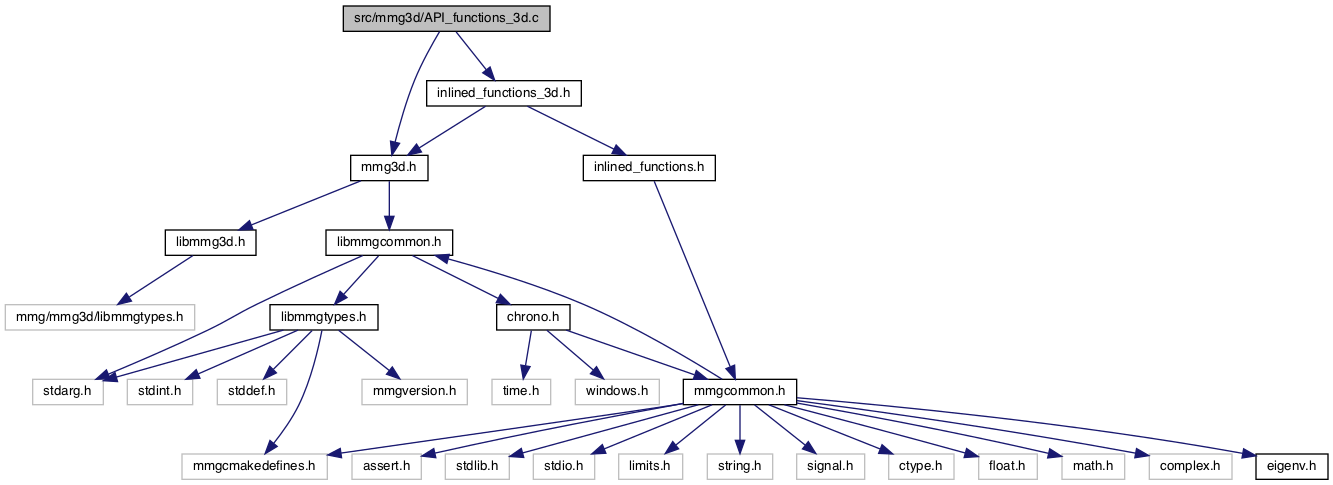 src/mmg3d/API_functions_3d.c
inlined_functions_3d.h
mmg3d.h
inlined_functions.h
libmmg3d.h
libmmgcommon.h
mmg/mmg3d/libmmgtypes.h
libmmgtypes.h
chrono.h
stdarg.h
stdint.h
stddef.h
mmgversion.h
time.h
windows.h
mmgcommon.h
mmgcmakedefines.h
assert.h
stdlib.h
stdio.h
limits.h
string.h
signal.h
ctype.h
float.h
math.h
complex.h
eigenv.h